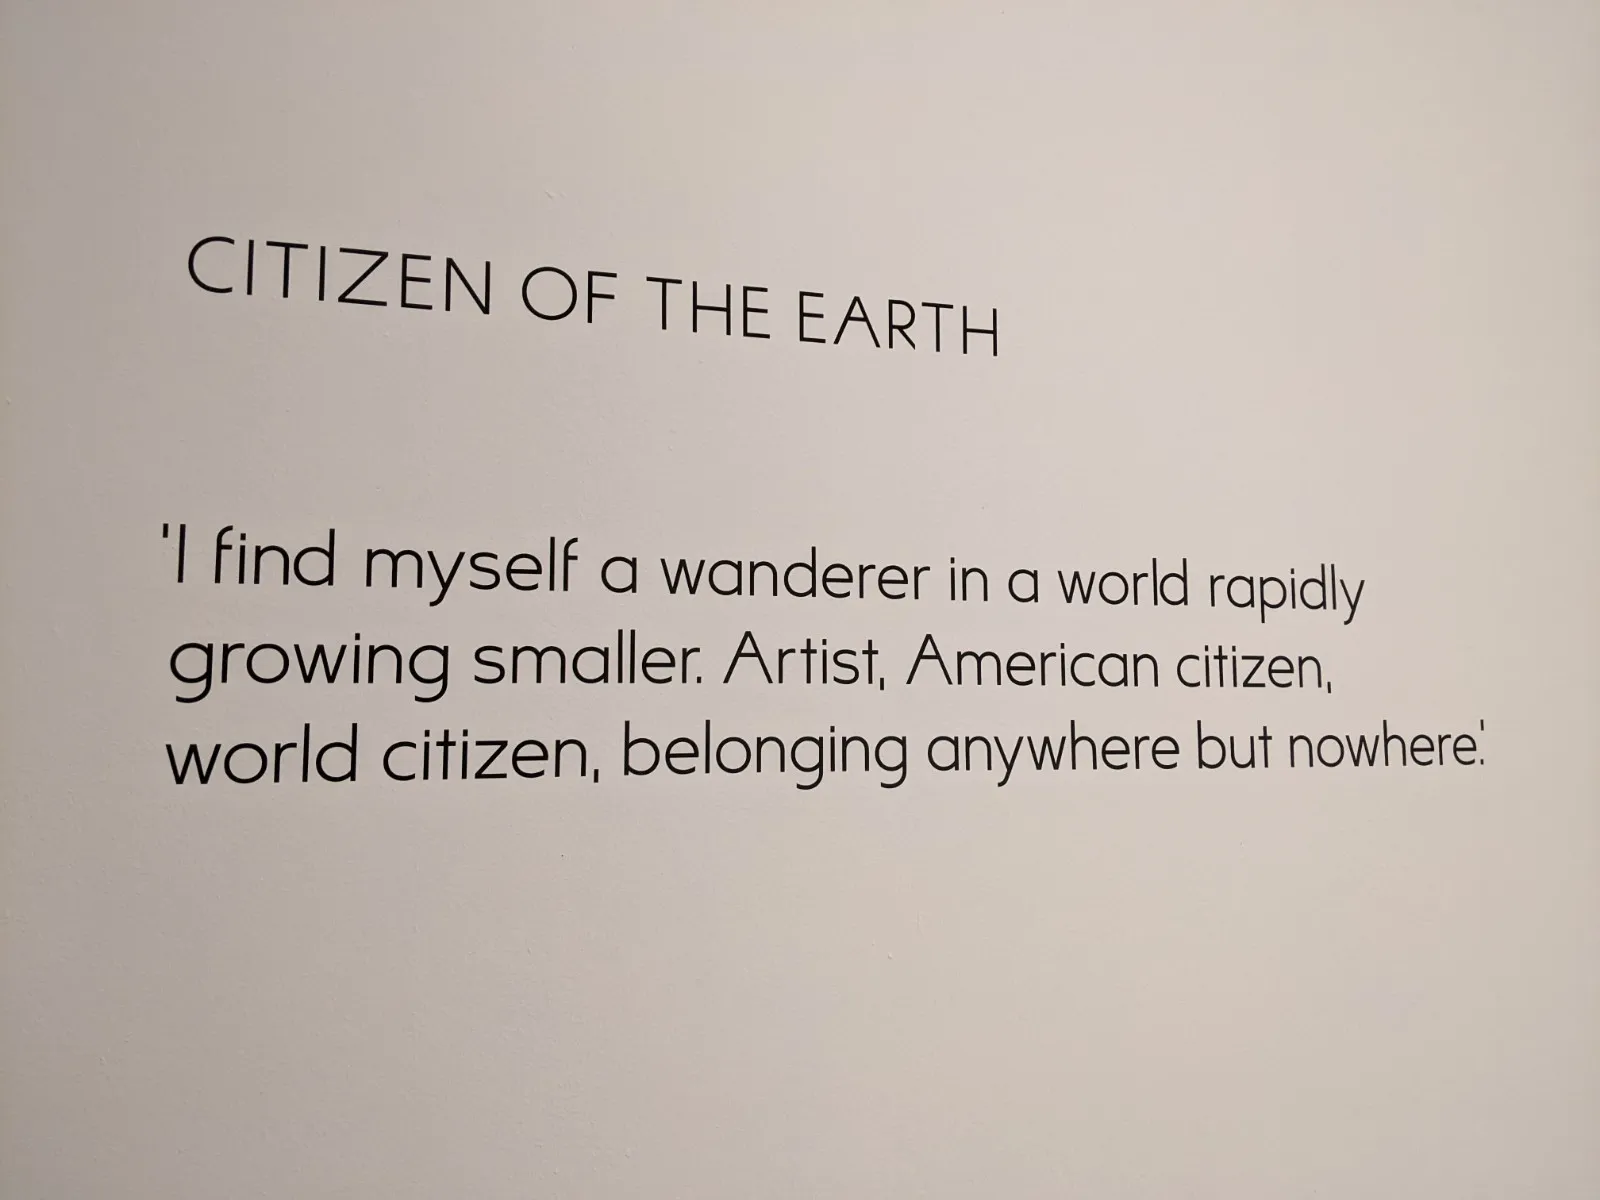 CITIZEN OF THE EARTH
'I find myself a wanderer in a world rapidly
growing smaller. Artist, American citizen,
world citizen, belonging anywhere but nowhere.'